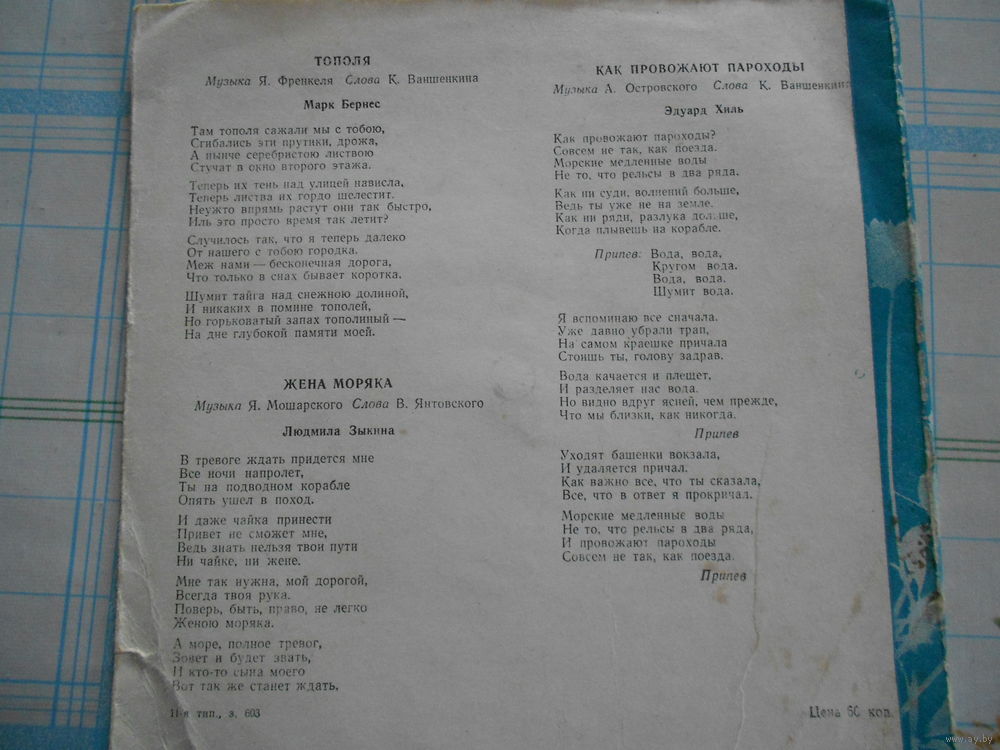 ТОПОЛЯ
Музыка Я. Френкеля Слова К. Ваншенкина
Марк Бернес
Там тополя сажали мы с тобою,
Сгибались эти прутики, дрожа,
А нынче серебристою листвою
Стучат в окно второго этажа.
Теперь их тень над улицей нависла,
Теперь листва их гордо шелестит.
Неужто впрямь растут они так быстро,
Иль это просто время так летит?
Случилось так, что я теперь далеко
От нашего с тобою городка.
Меж нами — бесконечная дорога,
Что только в снах бывает коротка.
Шумит тайга над снежною долиной,
И никаких в помине тополей,
Но горьковатый запах тополиный —
На дне глубокой памяти моей.
ЖЕНА МОРЯКА
Музыка Я. Мошарского Слова В. Янтовского
Людмила Зыкина
В тревоге ждать придется мне
Все ночи напролет,
Ты на подводном корабле
Опять ушел в поход.
И даже чайка принести
Привет не сможет мне,
Ведь знать нельзя твои пути
Ни чайке, ни жене.
Мне так нужна, мой дорогой,
Всегда твоя рука.
Поверь, быть, право, не легко
Женою моряка.
А море, полное тревог,
Зовет и будет звать,
И кто-то сына моего
Вот так же станет ждать.
II-я тип., з. 603
КАК ПРОВОЖАЮТ ПАРОХОДЫ
Музыка А. Островского Слова К. Ваншенкина
Эдуард Хиль
Как провожают пароходы?
Совсем не так, как поезда.
Морские медленные воды
Не то, что рельсы в два ряда.
Как ни суди, волнений больше,
Ведь ты уже не на земле.
Как ни ряди, разлука дольше,
Когда плывешь на корабле.
Припев: Вода, вода,
Кругом вода.
Вода, вода,
Шумит вода.
Я вспоминаю все сначала.
Уже давно убрали трап,
На самом краешке причала
Стоишь ты, голову задрав.
Вода качается и плещет,
И разделяет нас вода.
Но видно вдруг ясней, чем прежде,
Что мы близки, как никогда.
Припев
Уходят башенки вокзала,
И удаляется причал.
Как важно все, что ты сказала,
Все, что в ответ я прокричал.
Морские медленные воды
Не то, что рельсы в два ряда,
И провожают пароходы
Совсем не так, как поезда.
Припев
Цена 60 коп.
www.ay.by